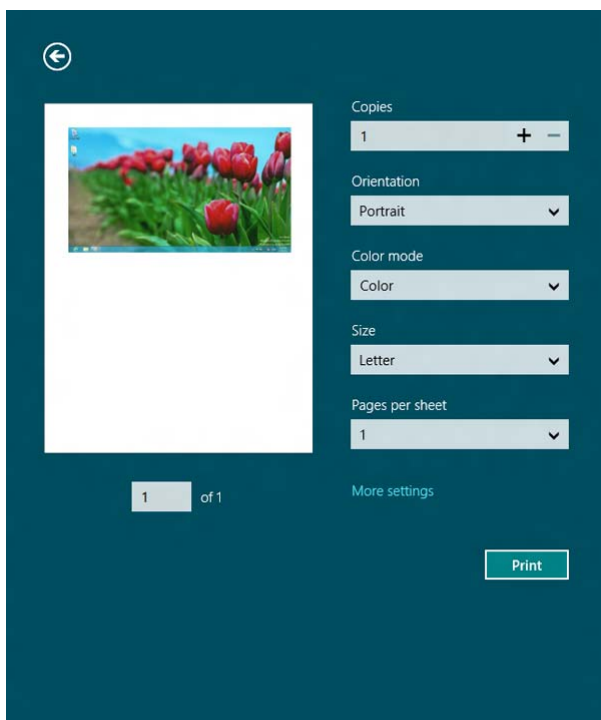 Copies
1
Orientation
Portrait
Color mode
Color
Size
Letter
Pages per sheet
1
1 of 1
More settings
Print